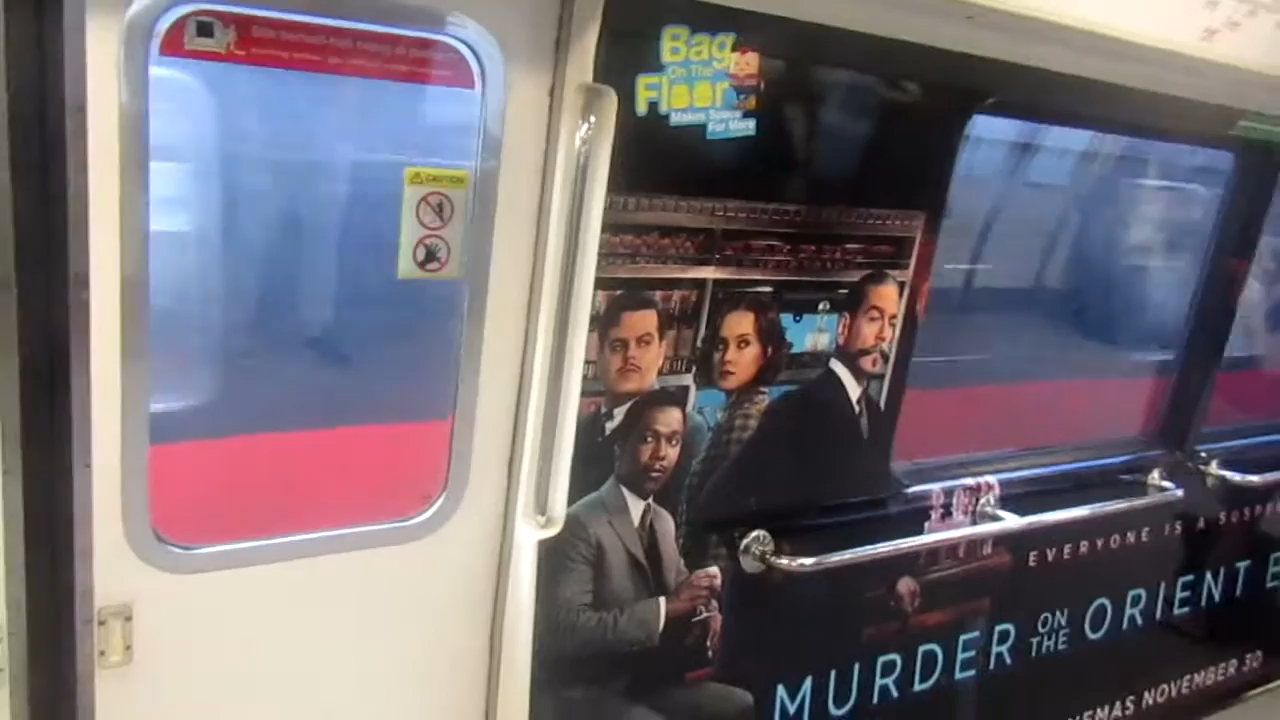 CAUTION
Bag
On The
Floor
Makes Space
For More
EVERYONE IS A SUSPE
MURDER ON THE ORIENT E
EMAS NOVEMBER 30